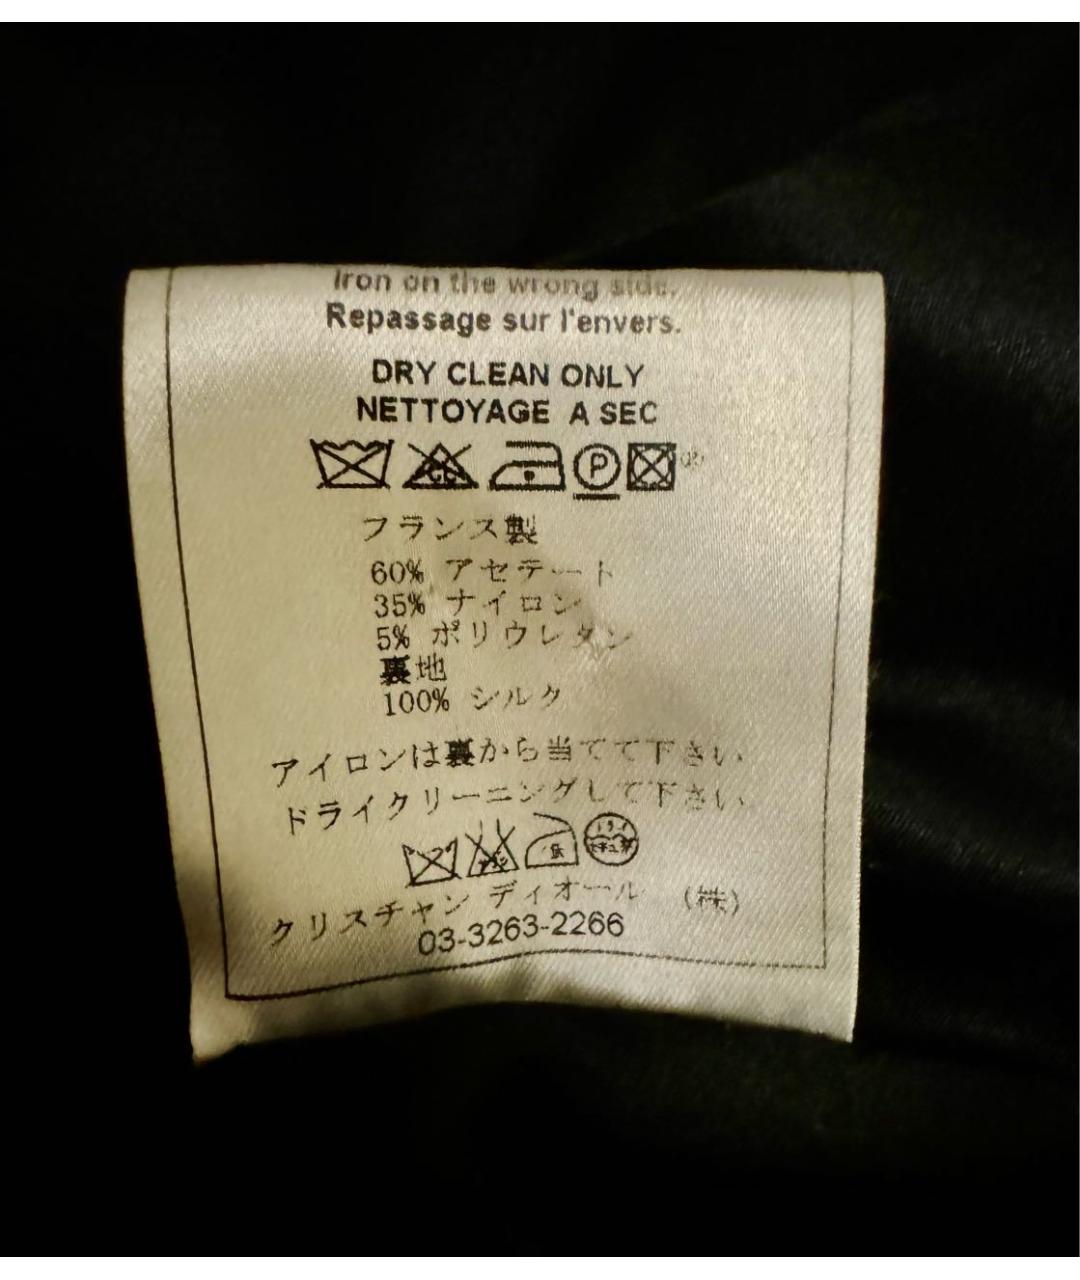 Iron on the wrong side.
Repassage sur l'envers.
DRY CLEAN ONLY
NETTOYAGE A SEC
P
フランス製
60% アセテート
35% ナイロン
5% ポリウレタン
裏地
100% シルク
アイロンは裏から当てて下さい
ドライクリーニングして下さい
低 ドライ
クリスチャン ディオール (株)
03-3263-2266